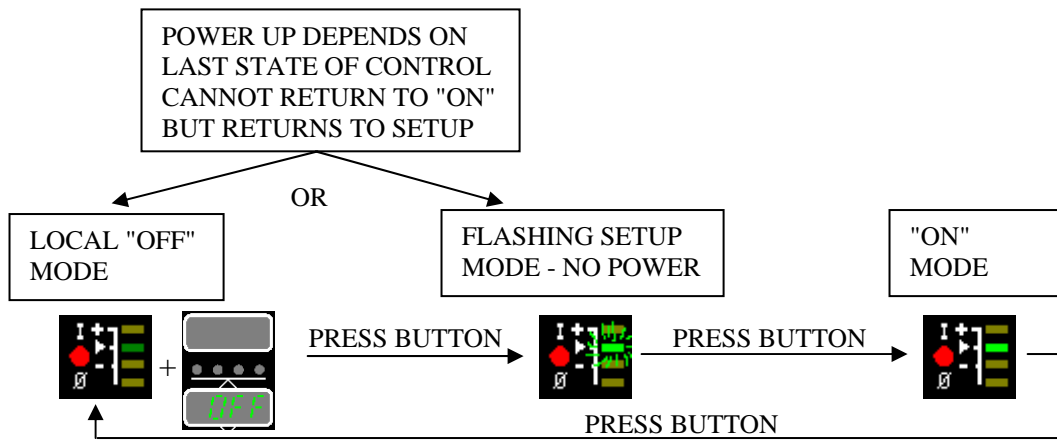 POWER UP DEPENDS ON
LAST STATE OF CONTROL
CANNOT RETURN TO "ON"
BUT RETURNS TO SETUP
OR
LOCAL "OFF"
MODE
FLASHING SETUP
MODE - NO POWER
"ON"
MODE
I + - Ø
+
OFF
PRESS BUTTON
I + - Ø
PRESS BUTTON
I + - Ø
PRESS BUTTON